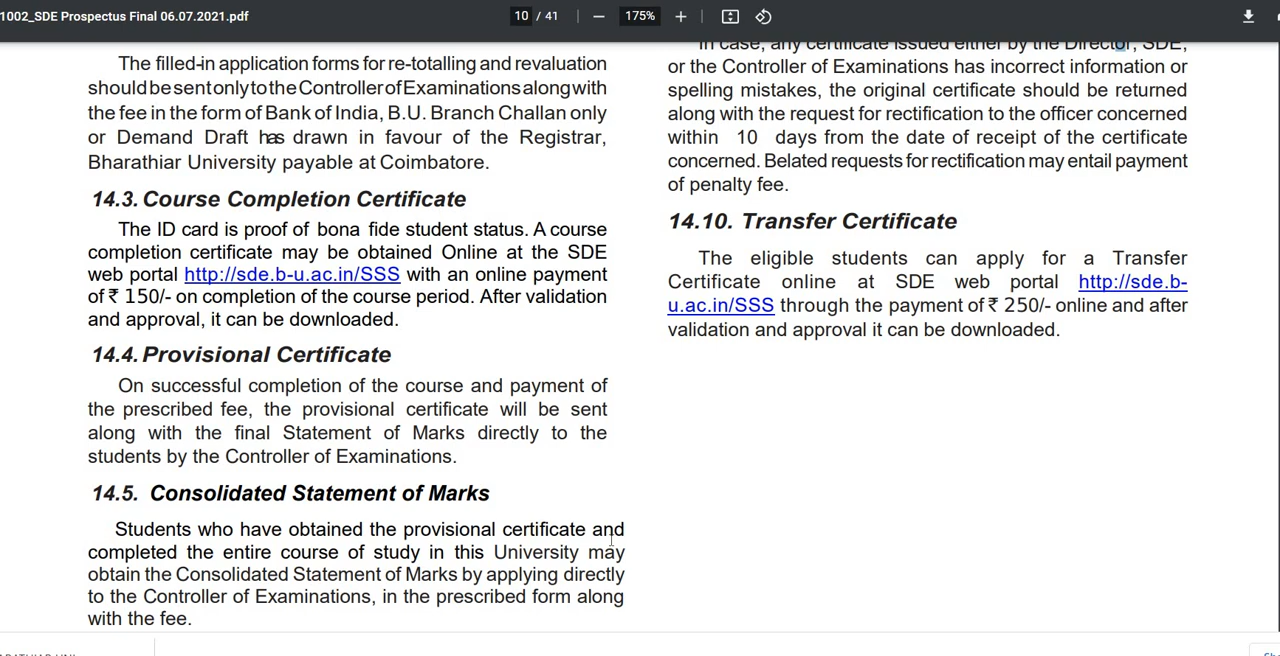 1002_SDE Prospectus Final 06.07.2021.pdf
10 / 41
175%
The filled-in application forms for re-totalling and revaluation
should be sent only to the Controller of Examinations along with
the fee in the form of Bank of India, B.U. Branch Challan only
or Demand Draft has drawn in favour of the Registrar,
Bharathiar University payable at Coimbatore.
14.3. Course Completion Certificate
The ID card is proof of bona fide student status. A course
completion certificate may be obtained Online at the SDE
web portal http://sde.b-u.ac.in/SSS with an online payment
of ₹ 150/- on completion of the course period. After validation
and approval, it can be downloaded.
14.4. Provisional Certificate
On successful completion of the course and payment of
the prescribed fee, the provisional certificate will be sent
along with the final Statement of Marks directly to the
students by the Controller of Examinations.
14.5. Consolidated Statement of Marks
Students who have obtained the provisional certificate and
completed the entire course of study in this University may
obtain the Consolidated Statement of Marks by applying directly
to the Controller of Examinations, in the prescribed form along
with the fee.
In case, any certificate issued either by the Director, SDE,
or the Controller of Examinations has incorrect information or
spelling mistakes, the original certificate should be returned
along with the request for rectification to the officer concerned
within 10 days from the date of receipt of the certificate
concerned. Belated requests for rectification may entail payment
of penalty fee.
14.10. Transfer Certificate
The eligible students can apply for a Transfer
Certificate online at SDE web portal http://sde.b-
u.ac.in/SSS through the payment of ₹ 250/- online and after
validation and approval it can be downloaded.